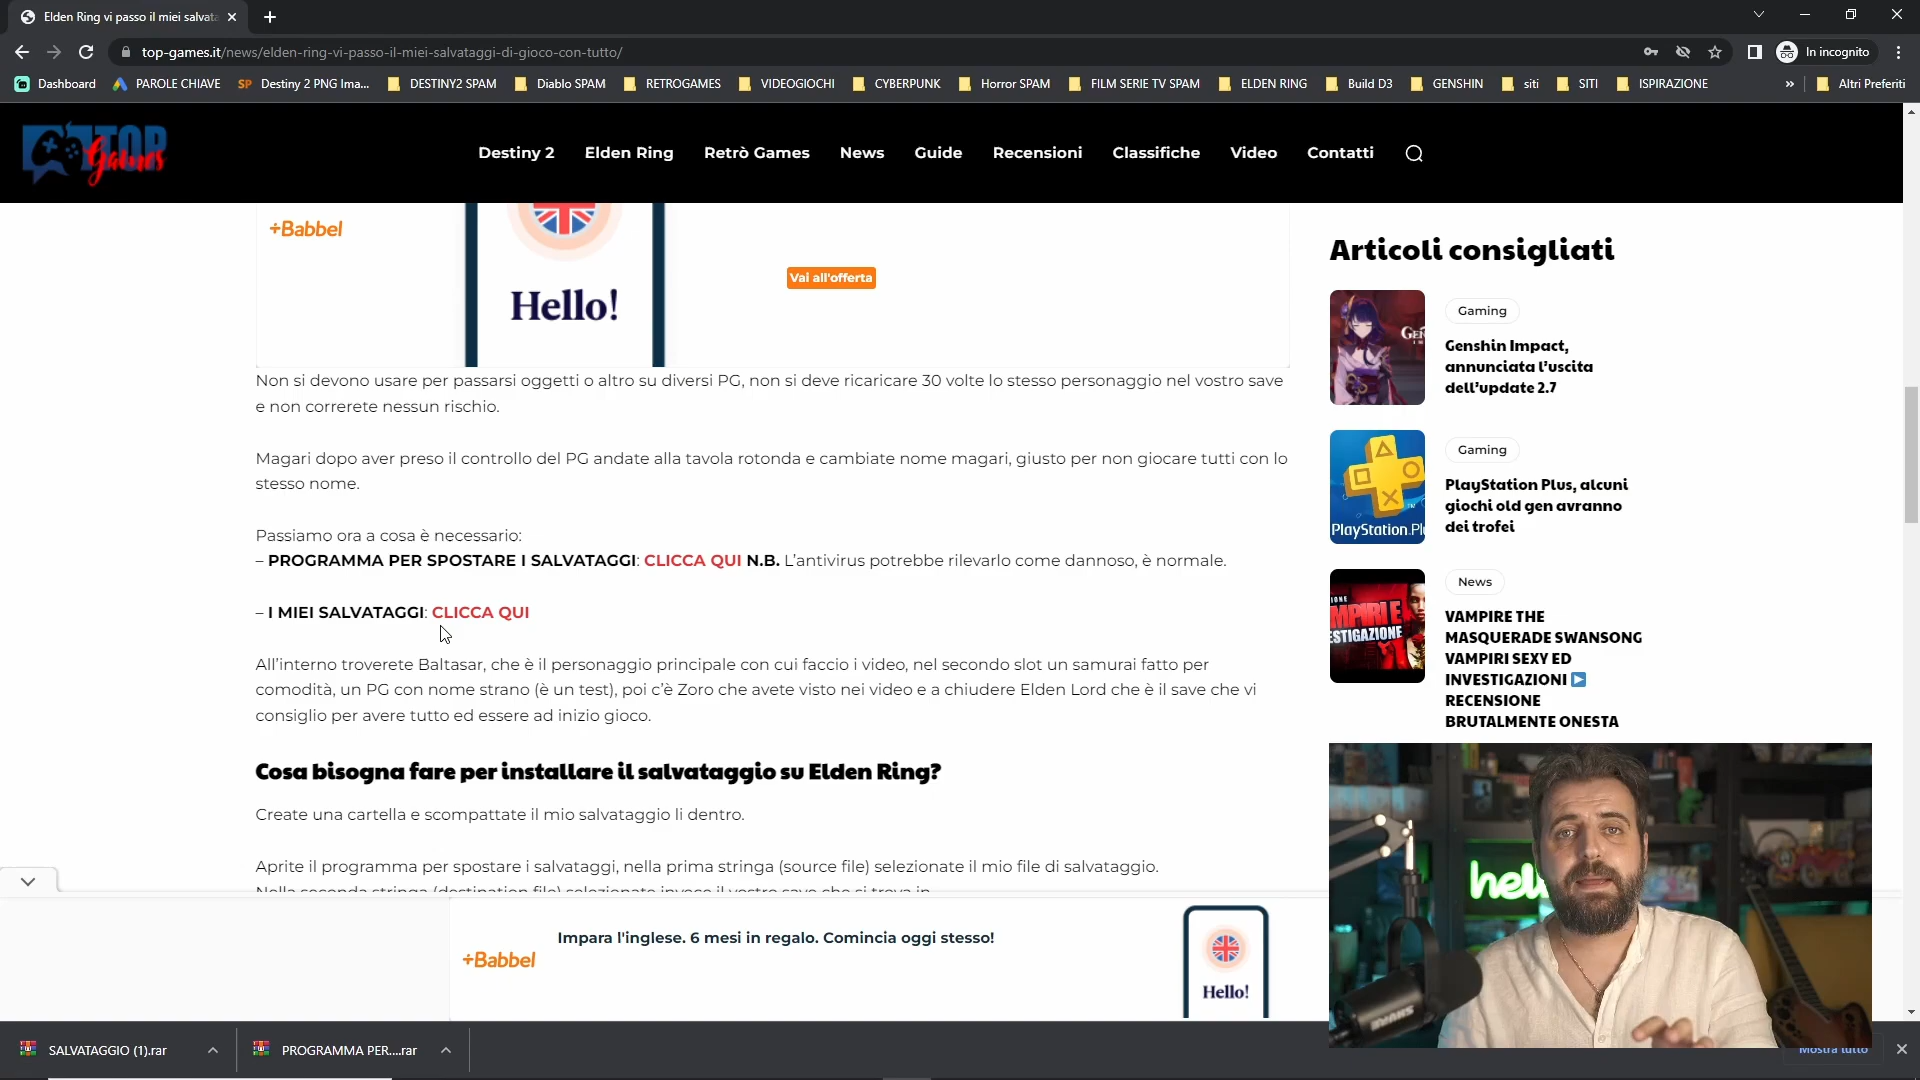 Elden Ring vi passo il miei salvata
top-games.it/news/elden-ring-vi-passo-il-miei-salvataggi-di-gioco-con-tutto/
In incognito
Dashboard
PAROLE CHIAVE
SP Destiny 2 PNG Ima...
DESTINY2 SPAM
Diablo SPAM
RETROGAMES
VIDEOGIOCHI
CYBERPUNK
Horror SPAM
FILM SERIE TV SPAM
ELDEN RING
Build D3
GENSHIN
siti
SITI
ISPIRAZIONE
»
Altri Preferiti
TOP
Games
Destiny 2
Elden Ring
Retrò Games
News
Guide
Recensioni
Classifiche
Video
Contatti
+Babbel
Hello!
Vai all'offerta
Non si devono usare per passarsi oggetti o altro su diversi PG, non si deve ricaricare 30 volte lo stesso personaggio nel vostro save
e non correrete nessun rischio.
Magari dopo aver preso il controllo del PG andate alla tavola rotonda e cambiate nome magari, giusto per non giocare tutti con lo
stesso nome.
Passiamo ora a cosa è necessario:
– PROGRAMMA PER SPOSTARE I SALVATAGGI: CLICCA QUI N.B. L'antivirus potrebbe rilevarlo come dannoso, è normale.
– I MIEI SALVATAGGI: CLICCA QUI
All'interno troverete Baltasar, che è il personaggio principale con cui faccio i video, nel secondo slot un samurai fatto per
comodità, un PG con nome strano (è un test), poi c'è Zoro che avete visto nei video e a chiudere Elden Lord che è il save che vi
consiglio per avere tutto ed essere ad inizio gioco.
Cosa bisogna fare per installare il salvataggio su Elden Ring?
Create una cartella e scompattate il mio salvataggio li dentro.
Aprite il programma per spostare i salvataggi, nella prima stringa (source file) selezionate il mio file di salvataggio.
Nella seconda stringa (destination file) selezionate invece il vostro save che si trova in
Articoli consigliati
GEN
Gaming
Genshin Impact,
annunciata l'uscita
dell'update 2.7
PlayStation.Pl
Gaming
PlayStation Plus, alcuni
giochi old gen avranno
dei trofei
IONE
MPIRI E
STIGAZIONE
News
VAMPIRE THE
MASQUERADE SWANSONG
VAMPIRI SEXY ED
INVESTIGAZIONI ▶
RECENSIONE
BRUTALMENTE ONESTA
hell
SHURE
+Babbel
Impara l'inglese. 6 mesi in regalo. Comincia oggi stesso!
Hello!
SALVATAGGIO (1).rar
PROGRAMMA PER....rar
Mostra tutto